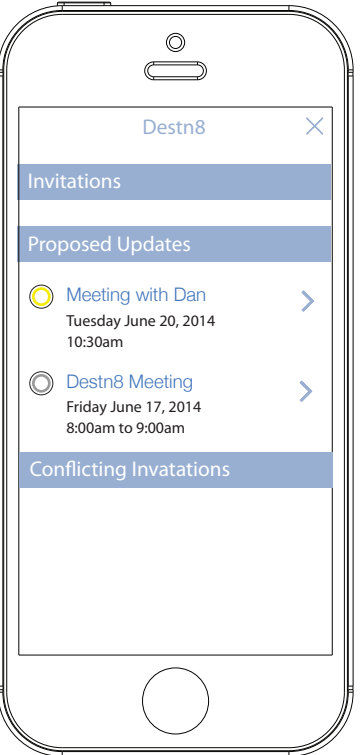 Destn8
Invitations
Proposed Updates
Meeting with Dan
Tuesday June 20, 2014
10:30am
Destn8 Meeting
Friday June 17, 2014
8:00am to 9:00am
Conflicting Invatations